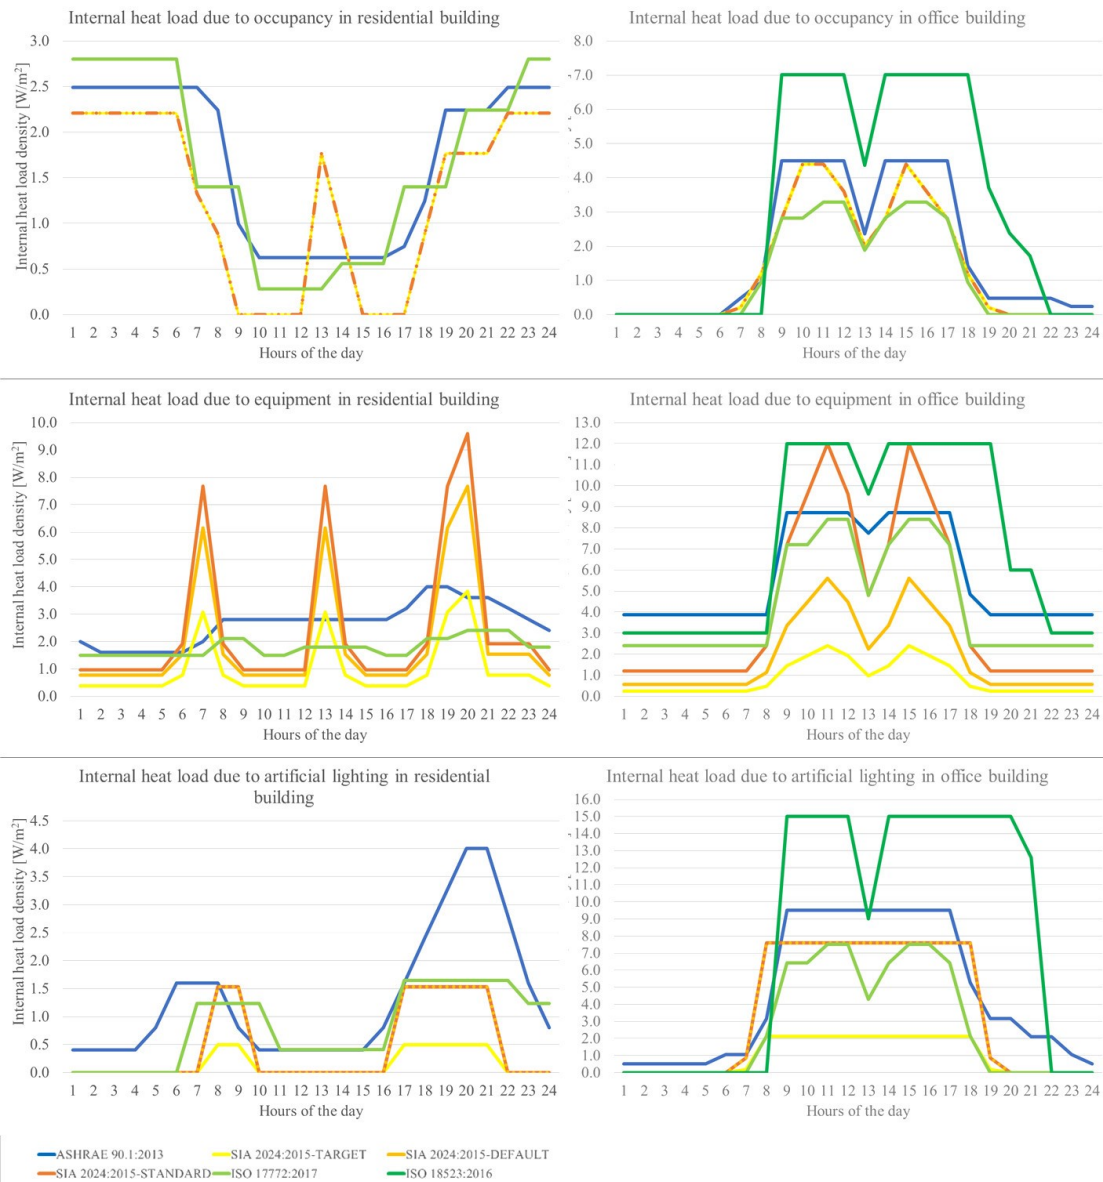 Internal heat load due to occupancy in residential building
Internal heat load density [W/m²]
3.0
2.5
2.0
1.5
1.0
0.5
0.0
1 2 3 4 5 6 7 8 9 10 11 12 13 14 15 16 17 18 19 20 21 22 23 24
Hours of the day
Internal heat load due to occupancy in office building
8.0
7.0
6.0
5.0
4.0
3.0
2.0
1.0
0.0
1 2 3 4 5 6 7 8 9 10 11 12 13 14 15 16 17 18 19 20 21 22 23 24
Hours of the day
Internal heat load due to equipment in residential building
Internal heat load density [W/m²]
10.0
9.0
8.0
7.0
6.0
5.0
4.0
3.0
2.0
1.0
0.0
1 2 3 4 5 6 7 8 9 10 11 12 13 14 15 16 17 18 19 20 21 22 23 24
Hours of the day
Internal heat load due to equipment in office building
13.0
12.0
11.0
10.0
9.0
8.0
7.0
6.0
5.0
4.0
3.0
2.0
1.0
0.0
1 2 3 4 5 6 7 8 9 10 11 12 13 14 15 16 17 18 19 20 21 22 23 24
Hours of the day
Internal heat load due to artificial lighting in residential
building
Internal heat load density [W/m²]
4.5
4.0
3.5
3.0
2.5
2.0
1.5
1.0
0.5
0.0
1 2 3 4 5 6 7 8 9 10 11 12 13 14 15 16 17 18 19 20 21 22 23 24
Hours of the day
Internal heat load due to artificial lighting in office building
16.0
15.0
14.0
13.0
12.0
11.0
10.0
9.0
8.0
7.0
6.0
5.0
4.0
3.0
2.0
1.0
0.0
1 2 3 4 5 6 7 8 9 10 11 12 13 14 15 16 17 18 19 20 21 22 23 24
Hours of the day
ASHRAE 90.1:2013 SIA 2024:2015-TARGET SIA 2024:2015-DEFAULT
SIA 2024:2015-STANDARD ISO 17772:2017 ISO 18523:2016